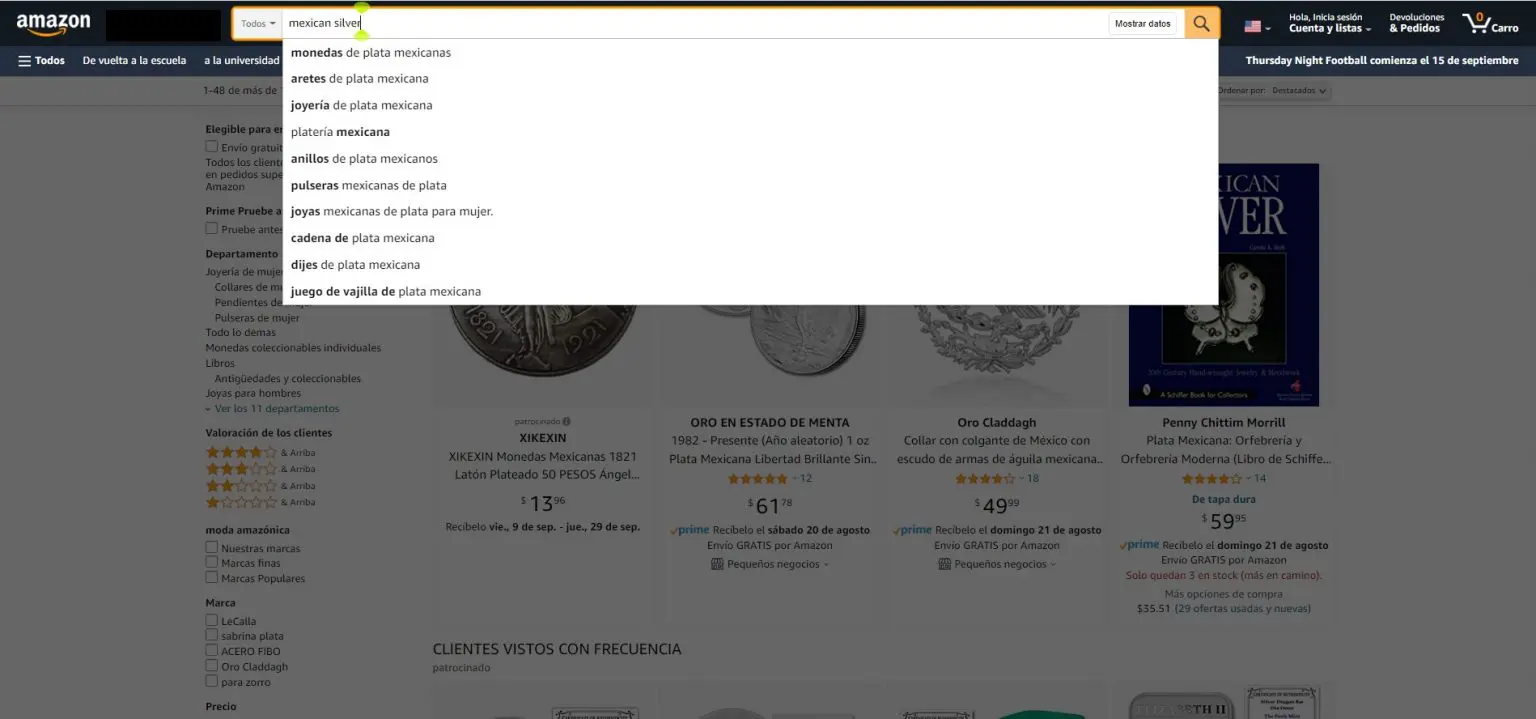 amazon
Todos
mexican silver
Mostrar datos
Hola, Inicia sesión
Cuenta y listas
Devoluciones
& Pedidos
0
Carro
Todos
De vuelta a la escuela
a la universidad
Thursday Night Football comienza el 15 de septiembre
monedas de plata mexicanas
aretes de plata mexicana
joyería de plata mexicana
platería mexicana
anillos de plata mexicanos
pulseras mexicanas de plata
joyas mexicanas de plata para mujer.
cadena de plata mexicana
dijes de plata mexicana
juego de vajilla de plata mexicana
1-48 de más de
Ordenar por: Destacados
Elegible para
Envío
Todos los
en pedidos
Amazon
Prime Pruebe
Pruebe
Departamento
Joyería de
Collares de
Pendientes de
Pulseras de mujer
Todo lo demas
Monedas coleccionables individuales
Libros
Antigüedades y coleccionables
Joyas para hombres
Ver los 11 departamentos
Valoración de los clientes
& Arriba
& Arriba
& Arriba
& Arriba
moda amazónica
Nuestras marcas
Marcas finas
Marcas Populares
Marca
LeCalla
sabrina plata
ACERO FIBO
Oro Claddagh
para zorro
Precio
1821
1921
patrocinado
XIKEXIN
XIKEXIN Monedas Mexicanas 1821
Latón Plateado 50 PESOS Ángel...
$13.96
Recíbelo vie., 9 de sep. - jue., 29 de sep.
ORO EN ESTADO DE MENTA
1982 - Presente (Año aleatorio) 1 oz
Plata Mexicana Libertad Brillante Sin...
12
$61.78
prime Recíbelo el sábado 20 de agosto
Envío GRATIS por Amazon
Pequeños negocios
Oro Claddagh
Collar con colgante de México con
escudo de armas de águila mexicana...
18
$49.99
prime Recíbelo el domingo 21 de agosto
Envío GRATIS por Amazon
Pequeños negocios
A Schiffer Book for Collectors
Penny Chittim Morrill
Plata Mexicana: Orfebrería y
Orfebrería Moderna (Libro de Schiffe...
14
De tapa dura
$59.95
prime Recíbelo el domingo 21 de agosto
Envío GRATIS por Amazon
Solo quedan 3 en stock (más en camino).
Más opciones de compra
$35.51 (29 ofertas usadas y nuevas)
CLIENTES VISTOS CON FRECUENCIA
patrocinado
ELIZABETH II